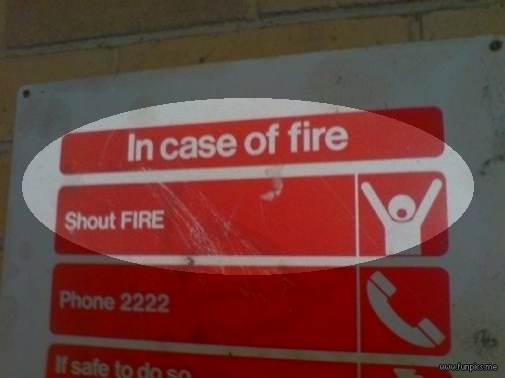 In case of fire
Shout FIRE
Phone 2222
If safe to do so
www.funpics.me